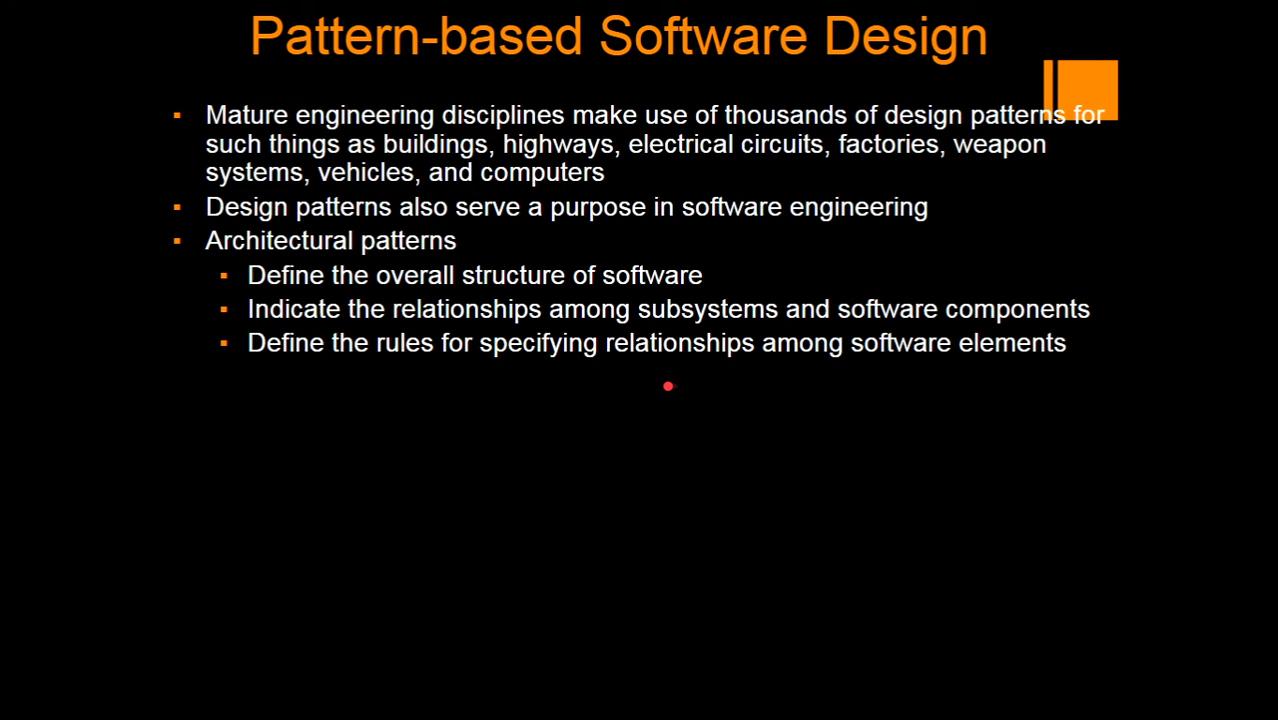 Pattern-based Software Design
Mature engineering disciplines make use of thousands of design patterns for
such things as buildings, highways, electrical circuits, factories, weapon
systems, vehicles, and computers
Design patterns also serve a purpose in software engineering
Architectural patterns
Define the overall structure of software
Indicate the relationships among subsystems and software components
Define the rules for specifying relationships among software elements